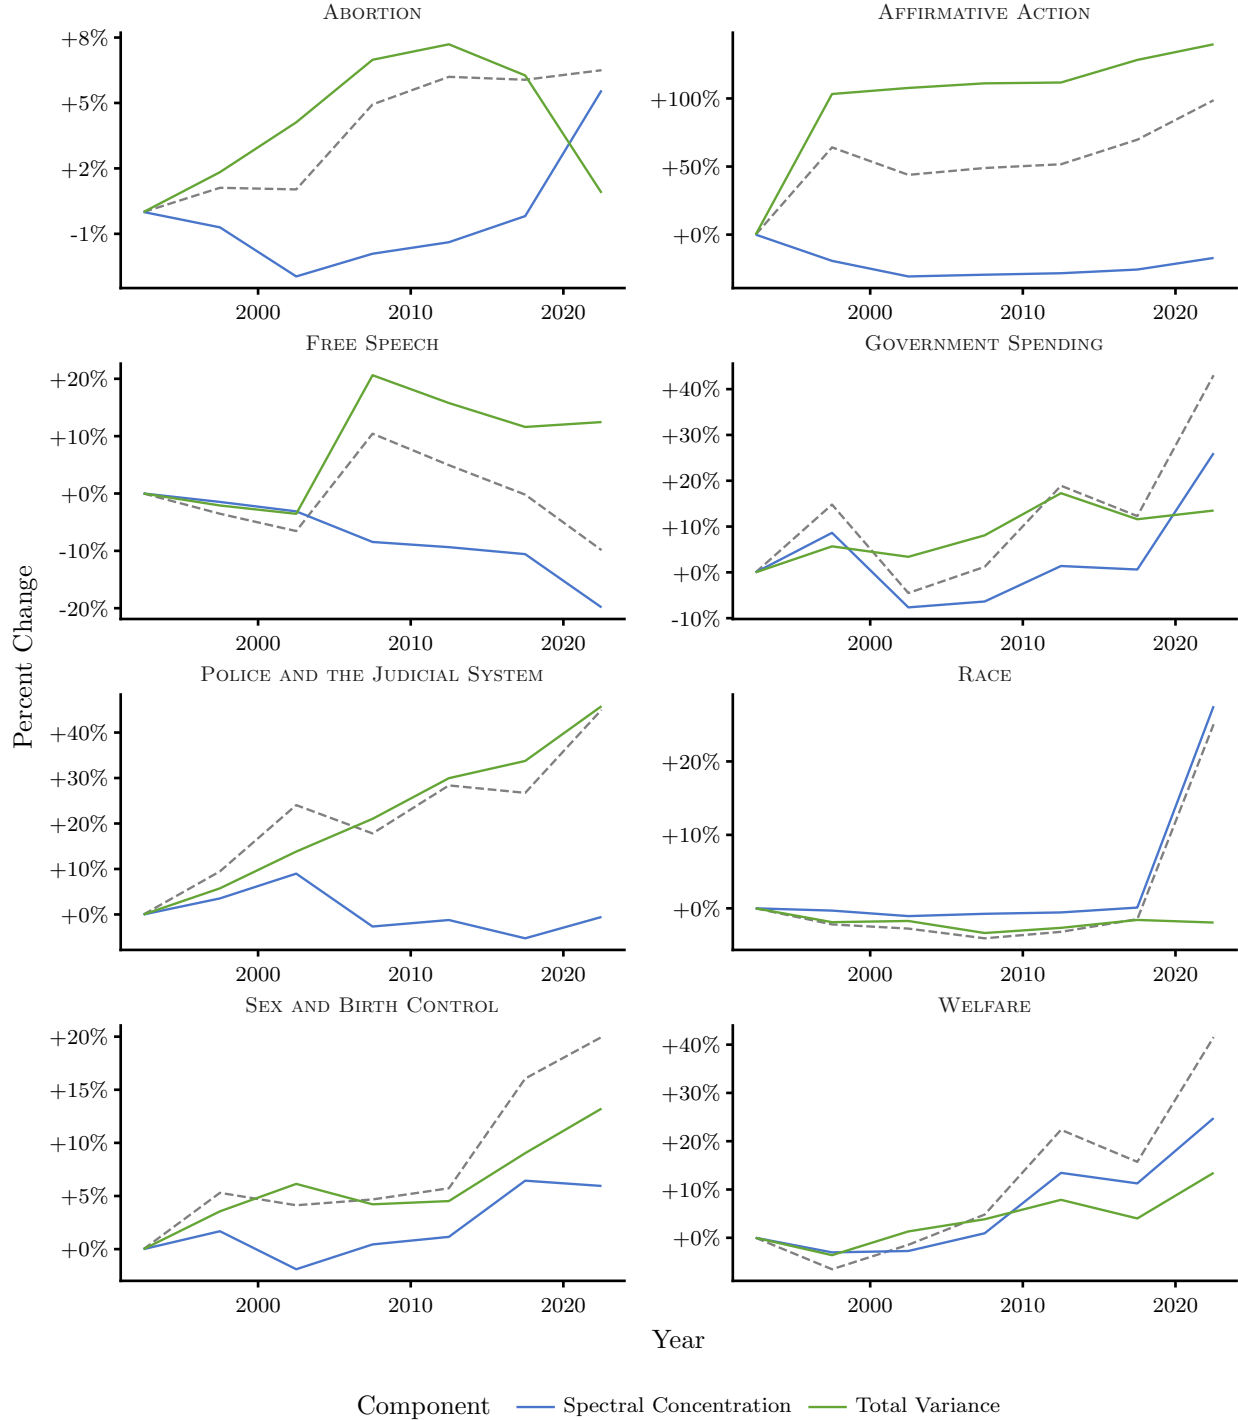 ABORTION
+8%
+5%
+2%
-1%
2000 2010 2020
AFFIRMATIVE ACTION
+100%
+50%
+0%
2000 2010 2020
FREE SPEECH
+20%
+10%
+0%
-10%
-20%
2000 2010 2020
GOVERNMENT SPENDING
+40%
+30%
+20%
+10%
+0%
-10%
2000 2010 2020
Percent Change
POLICE AND THE JUDICIAL SYSTEM
+40%
+30%
+20%
+10%
+0%
2000 2010 2020
RACE
+20%
+10%
+0%
2000 2010 2020
SEX AND BIRTH CONTROL
+20%
+15%
+10%
+5%
+0%
2000 2010 2020
WELFARE
+40%
+30%
+20%
+10%
+0%
2000 2010 2020
Year
Component Spectral Concentration Total Variance